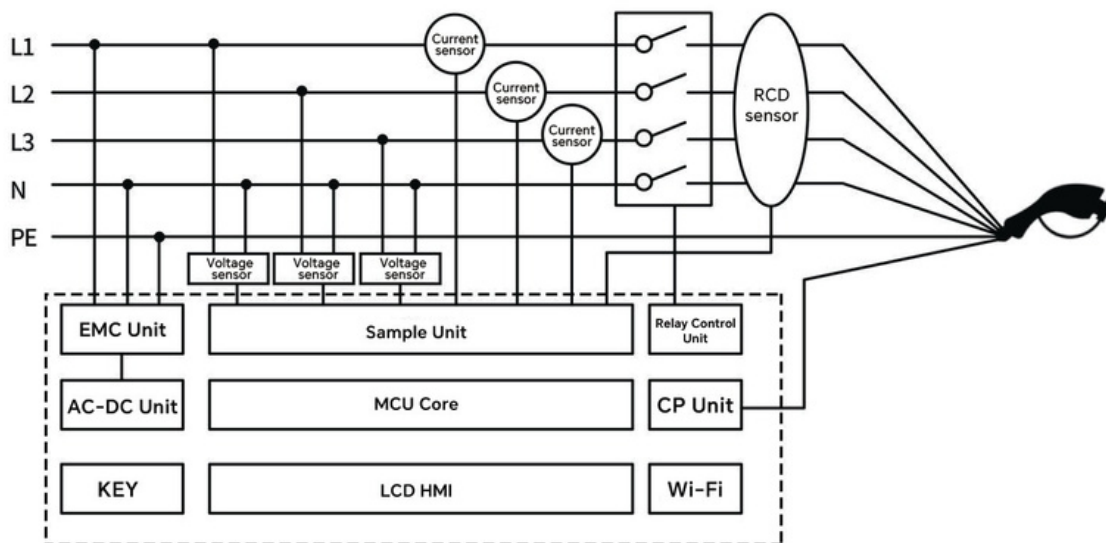 L1
Current
sensor
L2
Current
sensor
L3
Current
sensor
RCD
sensor
N
PE
Voltage
sensor
Voltage
sensor
Voltage
sensor
EMC Unit
Sample Unit
Relay Control
Unit
AC-DC Unit
MCU Core
CP Unit
KEY
LCD HMI
Wi-Fi